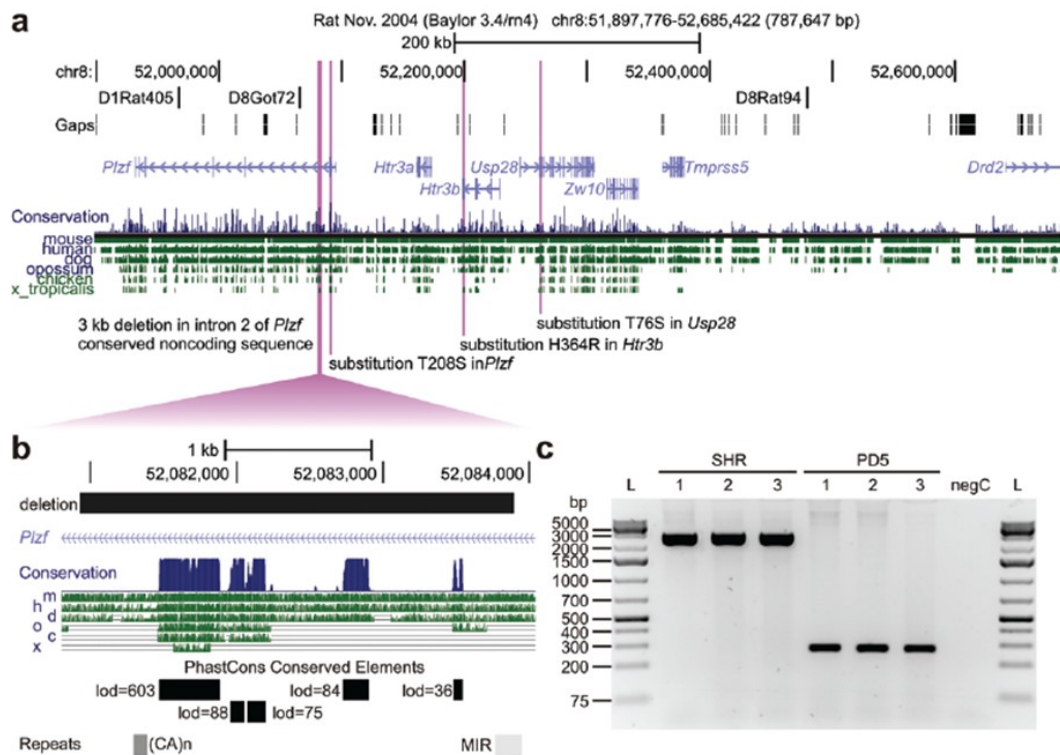 a
Rat Nov. 2004 (Baylor 3.4/rn4) chr8:51,897,776-52,685,422 (787,647 bp)
200 kb
chr8: 52,000,000 52,200,000 52,400,000 52,600,000
D1Rat405 D8Got72 D8Rat94
Gaps
Plzf Htr3a Usp28 Tmprss5 Drd2
Htr3b Zw10
Conservation
mouse
human
dog
opossum
chicken
x_tropicalis
3 kb deletion in intron 2 of Plzf
conserved noncoding sequence
substitution T208S inPlzf
substitution H364R in Htr3b
substitution T76S in Usp28
b
1 kb
52,082,000 52,083,000 52,084,000
deletion
Plzf
Conservation
m
h
d
o
c
x
PhastCons Conserved Elements
lod=603 lod=84 lod=36
lod=88 lod=75
Repeats (CA)n MIR
c
SHR PD5
L 1 2 3 1 2 3 negC L
bp
5000
3000
2000
1500
1000
700
500
400
300
200
75